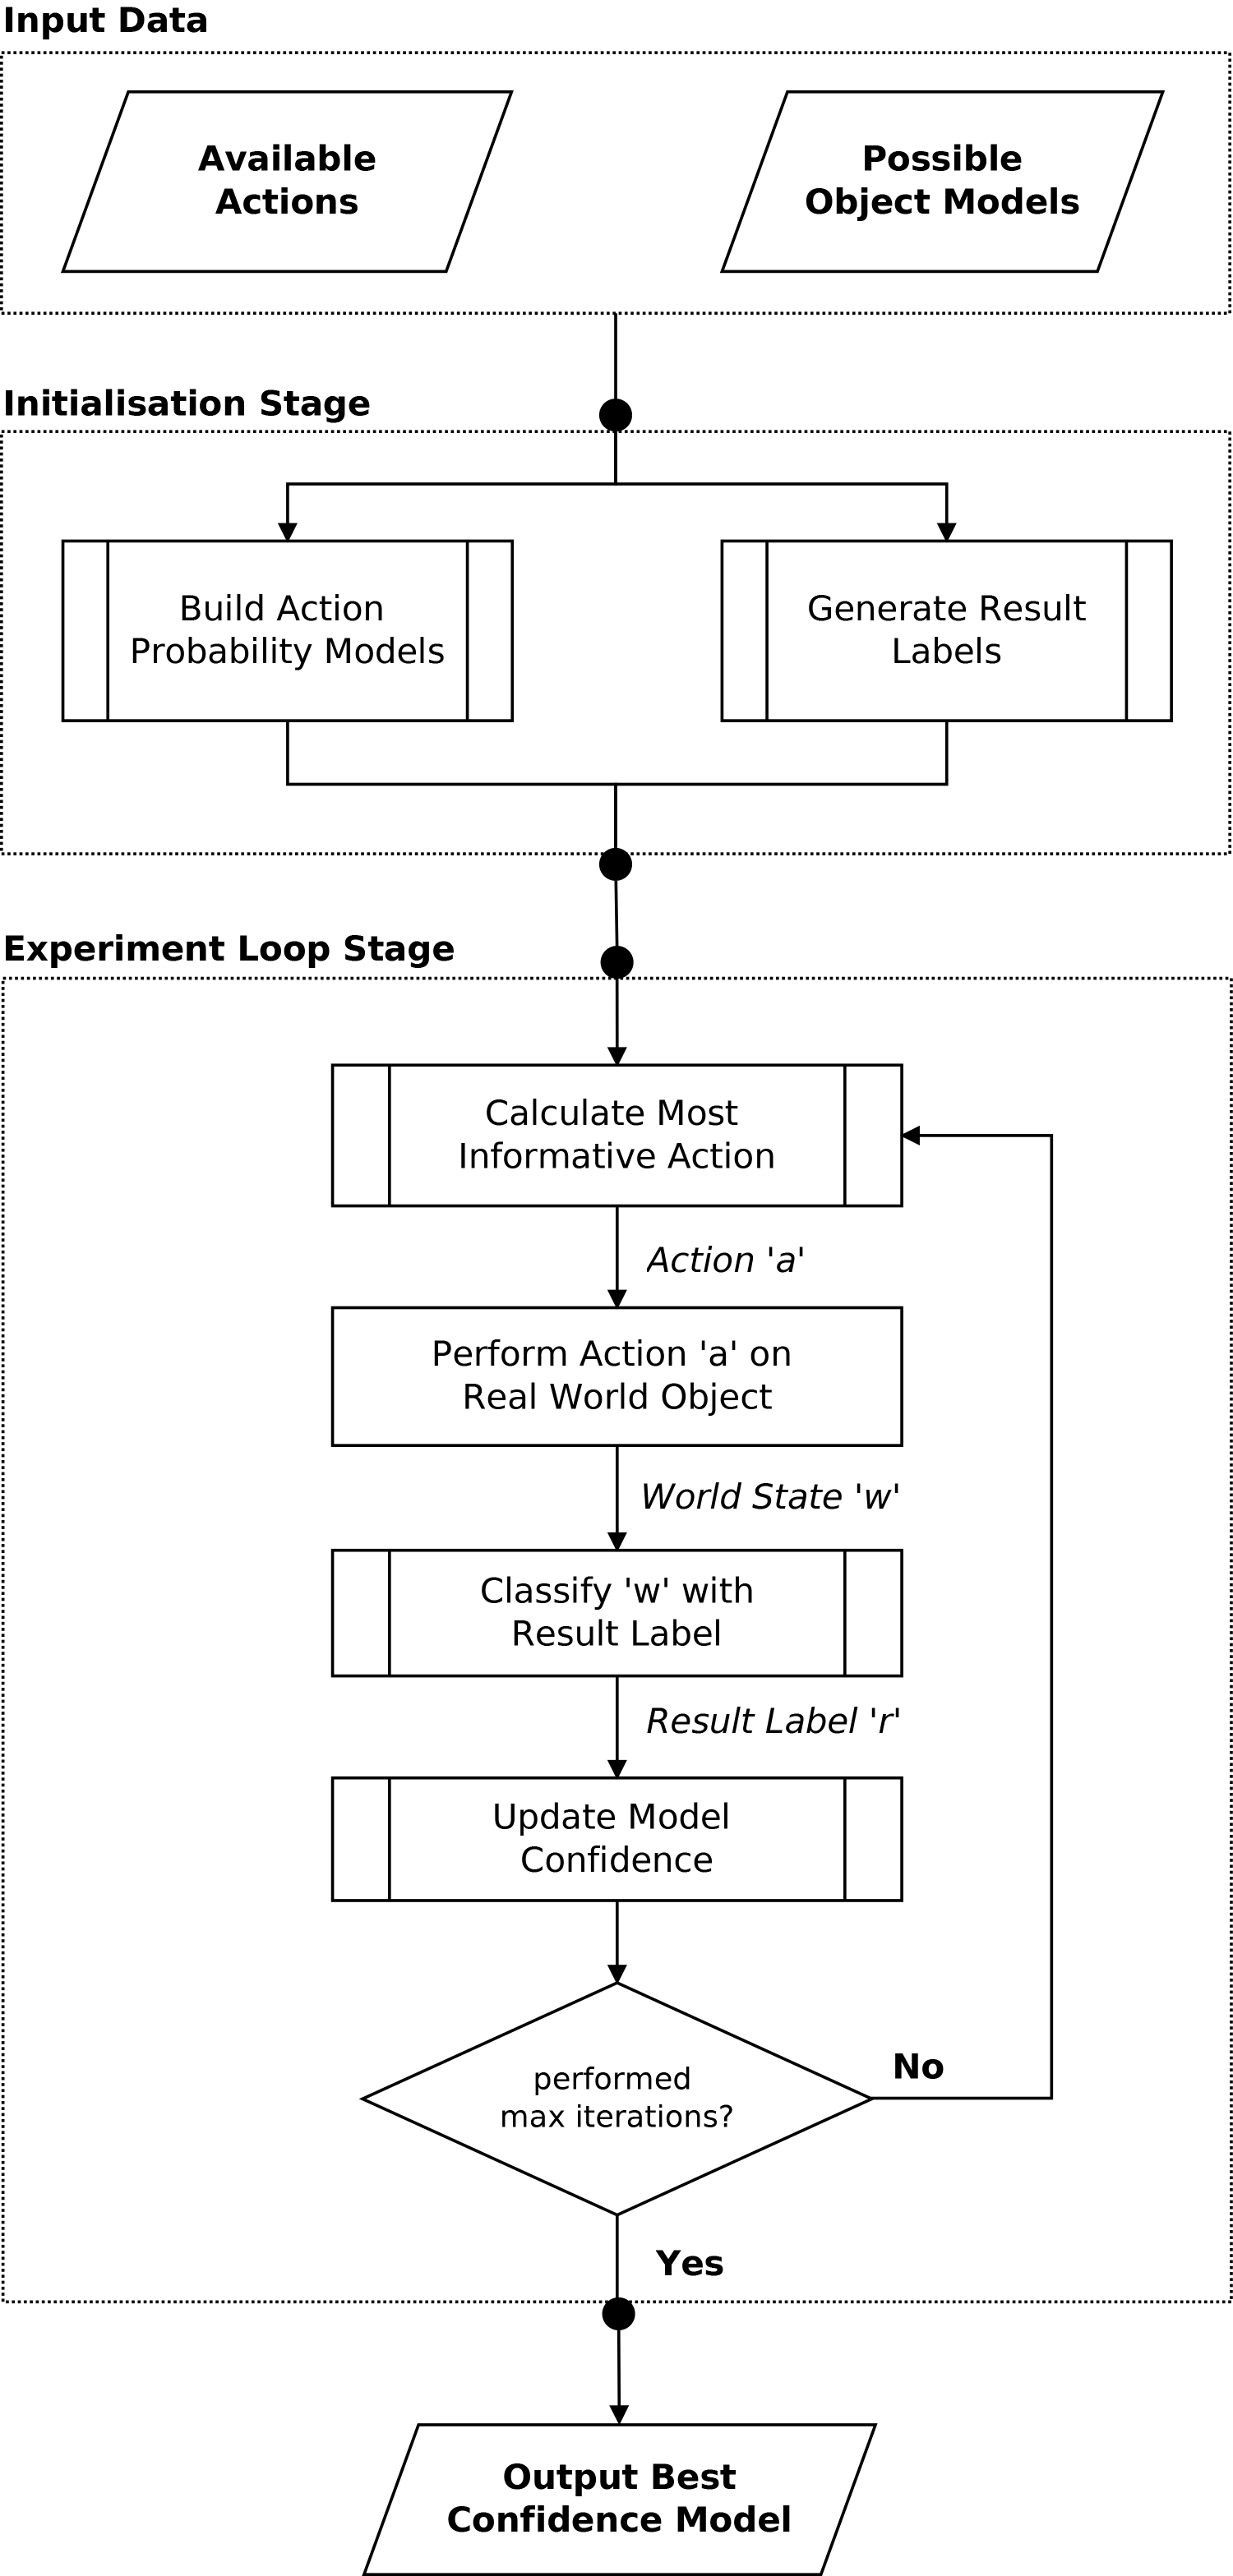 Input Data
Available
Actions
Possible
Object Models
Initialisation Stage
Build Action
Probability Models
Generate Result
Labels
Experiment Loop Stage
Calculate Most
Informative Action
Action 'a'
Perform Action 'a' on
Real World Object
World State 'w'
Classify 'w' with
Result Label
Result Label 'r'
Update Model
Confidence
performed
max iterations?
No
Yes
Output Best
Confidence Model